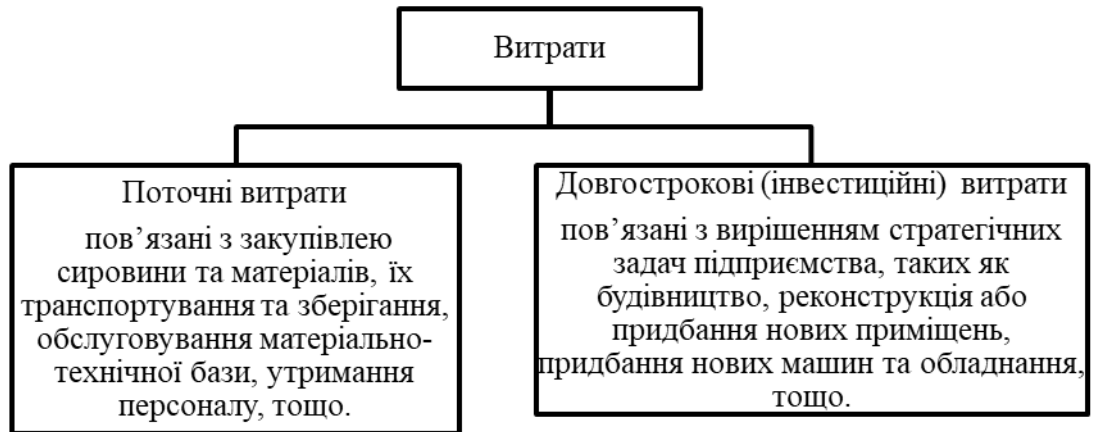 Витрати
Поточні витрати
пов’язані з закупівлею
сировини та матеріалів, їх
транспортування та зберігання,
обслуговування матеріально-
технічної бази, утримання
персоналу, тощо.
Довгострокові (інвестиційні) витрати
пов’язані з вирішенням стратегічних
задач підприємства, таких як
будівництво, реконструкція або
придбання нових приміщень,
придбання нових машин та обладнання,
тощо.